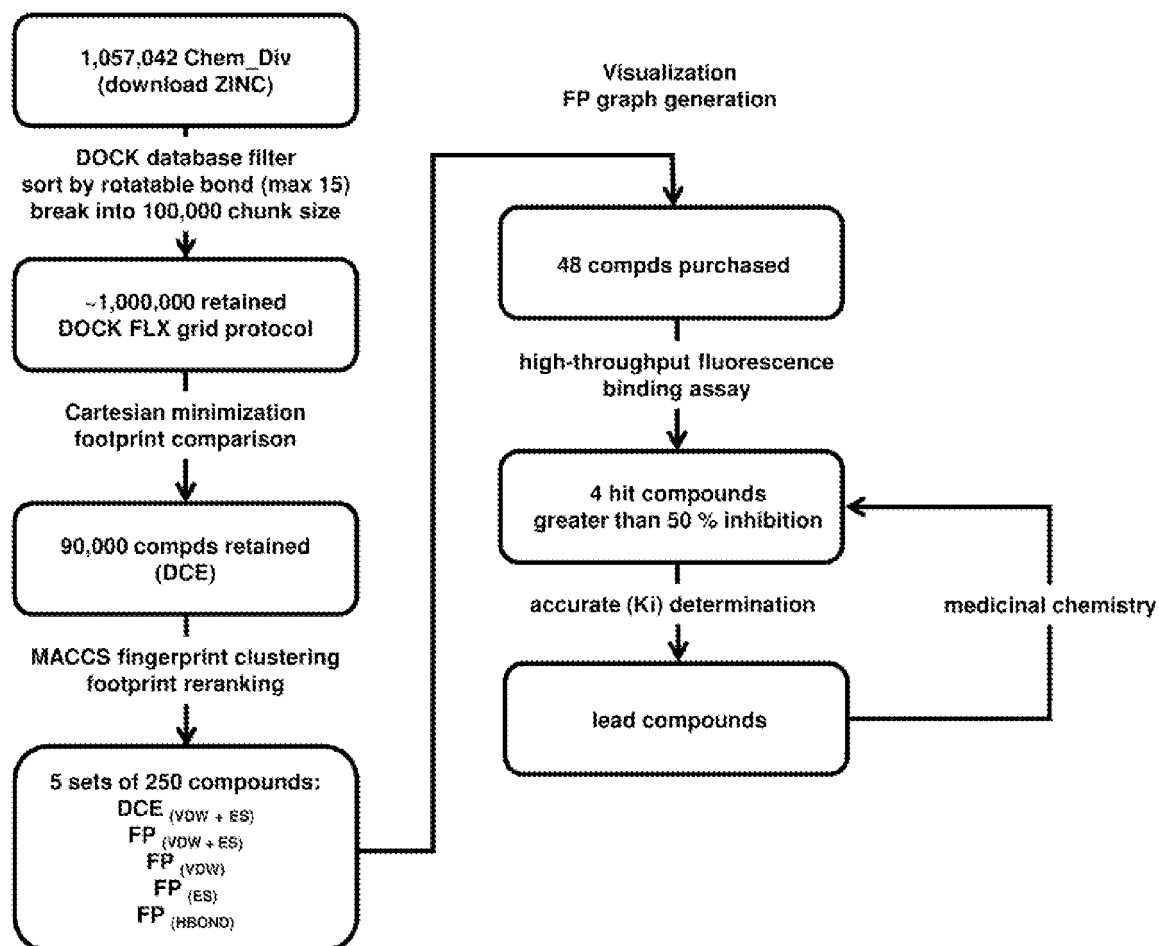 1,057,042 Chem_Div
(download ZINC)
DOCK database filter
sort by rotatable bond (max 15)
break into 100,000 chunk size
~1,000,000 retained
DOCK FLX grid protocol
Cartesian minimization
footprint comparison
90,000 compds retained
(DCE)
MACCS fingerprint clustering
footprint reranking
5 sets of 250 compounds:
DCE (VDW + ES)
FP (VDW + ES)
FP (VDW)
FP (ES)
FP (HBOND)
Visualization
FP graph generation
48 compds purchased
high-throughput fluorescence
binding assay
4 hit compounds
greater than 50 % inhibition
accurate (Ki) determination
medicinal chemistry
lead compounds